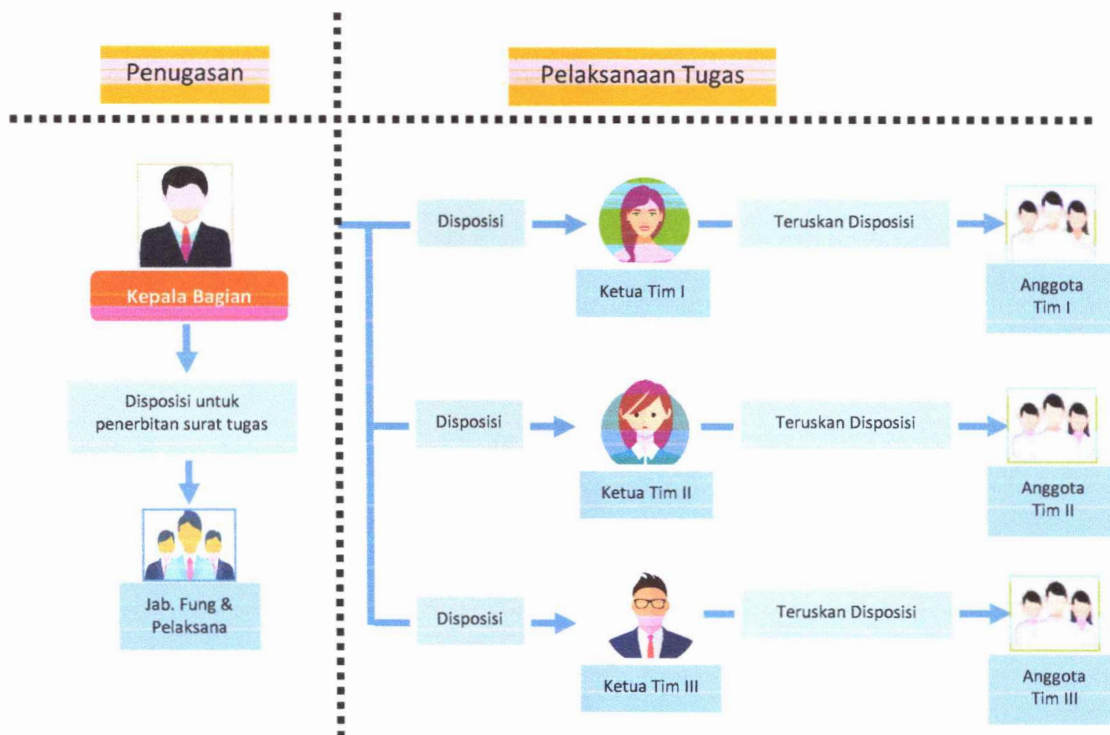 Penugasan
Pelaksanaan Tugas
Kepala Bagian
Disposisi untuk
penerbitan surat tugas
Jab. Fung &
Pelaksana
Disposisi
Ketua Tim I
Teruskan Disposisi
Anggota
Tim I
Disposisi
Ketua Tim II
Teruskan Disposisi
Anggota
Tim II
Disposisi
Ketua Tim III
Teruskan Disposisi
Anggota
Tim III